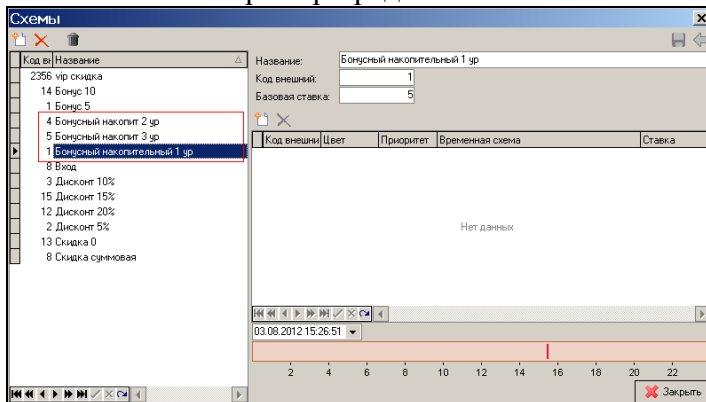 Схемы
Код вн Название
2356 vip скидка
14 Бонус 10
1 Бонус 5
4 Бонусный накопит 2 ур
5 Бонусный накопит 3 ур
1 Бонусный накопительный 1 ур
8 Вход
3 Дисконт 10%
15 Дисконт 15%
12 Дисконт 20%
2 Дисконт 5%
13 Скидка 0
8 Скидка суммовая
Название: Бонусный накопительный 1 ур
Код внешний: 1
Базовая ставка: 5
Код внешни Цвет Приоритет Временная схема Ставка
Нет данных
03.08.2012 15:26:51
2 4 6 8 10 12 14 16 18 20 22
Закрыть